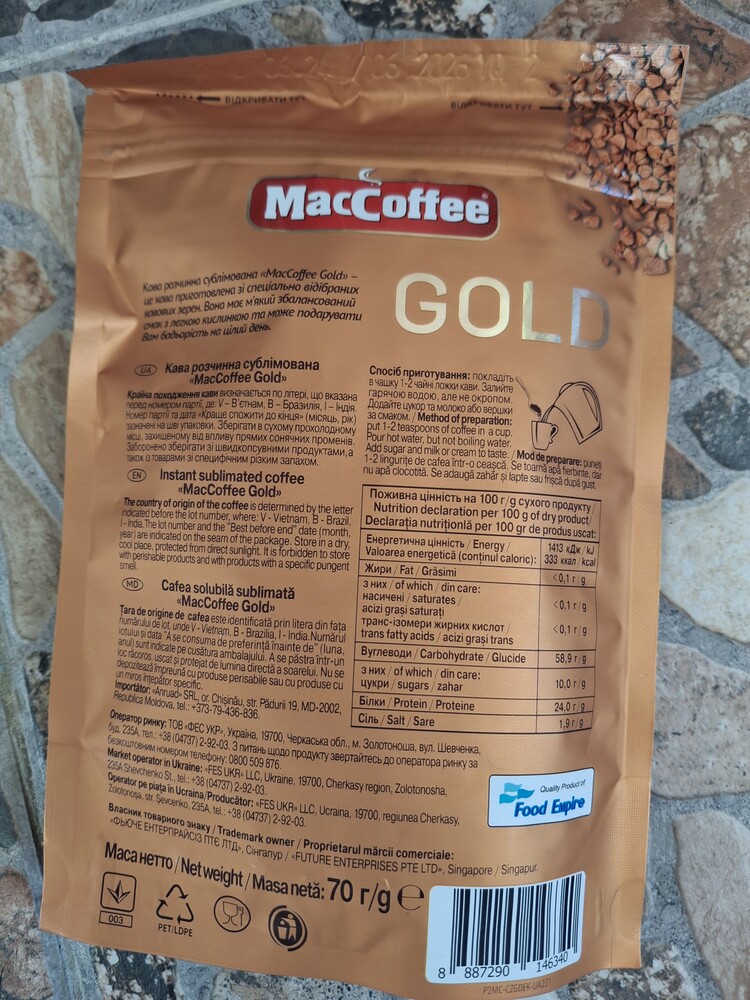 06.24 / 06.2026
ВІДКРИВАТИ ТУТ
ВІДКРИВАТИ ТУТ
MacCoffee
GOLD
Кава розчинна сублімована «MacCoffee Gold» –
це кава приготовлена зі спеціально відібраних
кавових зерен. Вона має м'який збалансований
смак з легкою кислинкою та може подарувати
Вам бадьорість на цілий день.
UA Кава розчинна сублімована
«MacCoffee Gold»
Країна походження кави визначається по літері, що вказана
перед номером партії, де: V – В'єтнам, B – Бразилія, I – Індія.
Номер партії та дата «Краще спожити до кінця» (місяць, рік)
зазначені на шві упаковки. Зберігати в сухому прохолодному
місці, захищеному від впливу прямих сонячних променів.
Заборонено зберігати зі швидкопсувними продуктами, а
також із товарами зі специфічним різким запахом.
EN Instant sublimated coffee
«MacCoffee Gold»
The country of origin of the coffee is determined by the letter
indicated before the lot number, where: V - Vietnam, B - Brazil,
I - India. The lot number and the "Best before end" date (month,
year) are indicated on the seam of the package. Store in a dry,
cool place, protected from direct sunlight. It is forbidden to store
with perishable products and with products with a specific pungent
smell.
MD Cafea solubilă sublimată
«MacCoffee Gold»
Țara de origine de cafea este identificată prin litera din fața
numărului de lot, unde V - Vietnam, B - Brazilia, I - India. Numărul
lotului și data "A se consuma de preferință înainte de" (luna,
anul) sunt indicate pe cusătura ambalajului. A se păstra într-un
loc răcoros, uscat și protejat de lumina directă a soarelui. Nu se
depozitează împreună cu produse perisabile sau cu produse cu
un miros înțepător specific.
Importător: «Anruad» SRL, or. Chișinău, str. Pădurii 19, MD-2002,
Republica Moldova, tel.: +373-79-436-836.
Спосіб приготування: покладіть
в чашку 1-2 чайні ложки кави. Залийте
гарячою водою, але не окропом.
Додайте цукор та молоко або вершки
за смаком. / Method of preparation:
put 1-2 teaspoons of coffee in a cup.
Pour hot water, but not boiling water.
Add sugar and milk or cream to taste. / Mod de preparare: puneți
1-2 lingurițe de cafea într-o ceașcă. Se toarnă apă fierbinte, dar
nu apă clocotită. Se adaugă zahăr și lapte sau frișcă după gust.
Поживна цінність на 100 г/g сухого продукту /
Nutrition declaration per 100 g of dry product/
Declarația nutrițională per 100 gr de produs uscat:
Енергетична цінність / Energy / 1413 кДж / kJ
Valoarea energetică (conținul caloric): 333 ккал / kcal
Жири / Fat / Grăsimi <0,1 г / g
з них / of which / din care:
насичені / saturates / <0,1 г / g
acizi grași saturați
транс-ізомери жирних кислот / <0,1 г / g
trans fatty acids / acizi grași trans
Вуглеводи / Carbohydrate / Glucide 58,9 г / g
з них / of which / din care:
цукри / sugars / zahar 10,0 г / g
Білки / Protein / Proteine 24,0 г / g
Сіль / Salt / Sare 1,9 г / g
Оператор ринку: ТОВ «ФЕС УКР», Україна, 19700, Черкаська обл., м. Золотоноша, вул. Шевченка,
буд. 235А, тел.: +38 (04737) 2-92-03. З питань щодо продукту звертайтесь до оператора ринку за
безкоштовним номером телефону: 0800 509 876.
Market operator in Ukraine: «FES UKR» LLC, Ukraine, 19700, Cherkasy region, Zolotonosha,
235A Shevchenko St., tel.: +38 (04737) 2-92-03.
Operator pe piața în Ucraina/Producător: «FES UKR» LLC, Ucraina, 19700, regiunea Cherkasy,
Zolotonoșa, str. Șevcenko, 235A, tel.: +38 (04737) 2-92-03.
Власник товарного знаку / Trademark owner / Proprietarul mărcii comerciale:
«ФЬЮЧЕ ЕНТЕРПРАЙСІЗ ПТЕ ЛТД», Сінгапур / «FUTURE ENTERPRISES PTE LTD», Singapore / Singapur.
Quality Product of
Food Empire
Маса нетто / Net weight / Masa netă: 70 г/g ℮
003
PET/LDPE
8 887290 146340
P2MC-CZGDEK-UA231